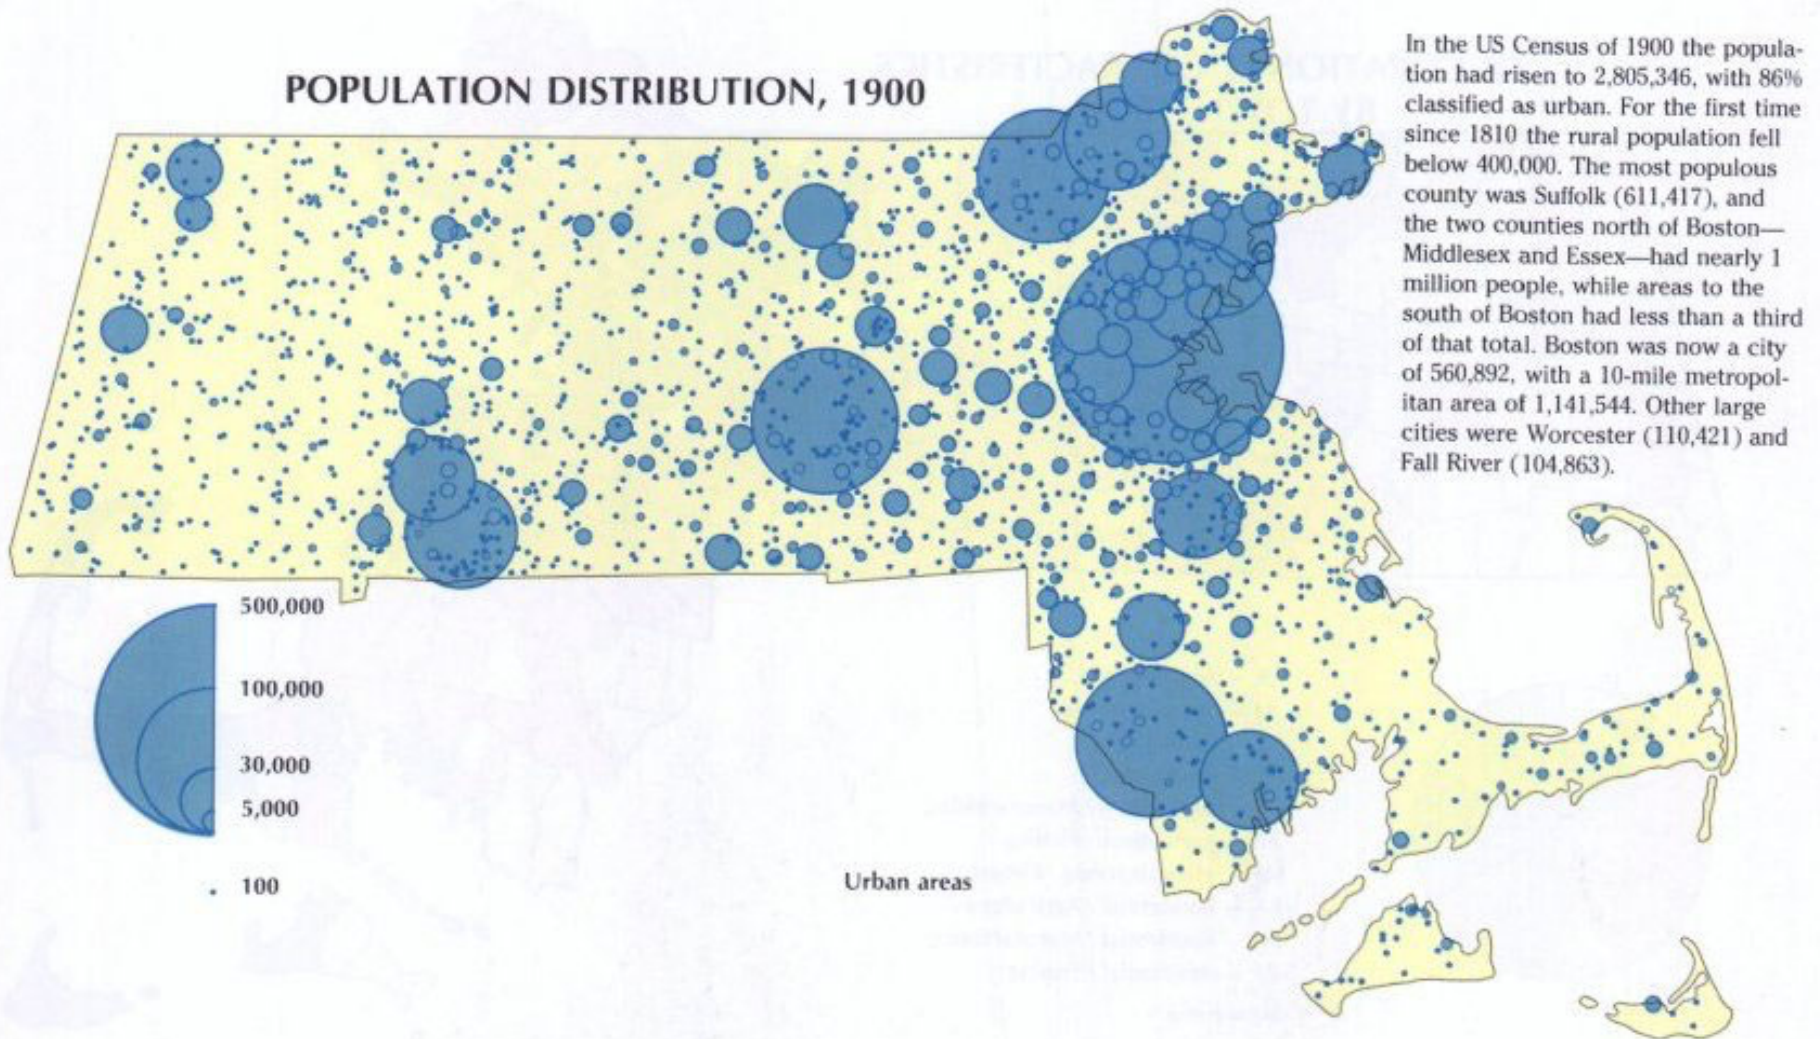 POPULATION DISTRIBUTION, 1900
In the US Census of 1900 the popula-
tion had risen to 2,805,346, with 86%
classified as urban. For the first time
since 1810 the rural population fell
below 400,000. The most populous
county was Suffolk (611,417), and
the two counties north of Boston—
Middlesex and Essex—had nearly 1
million people, while areas to the
south of Boston had less than a third
of that total. Boston was now a city
of 560,892, with a 10-mile metropol-
itan area of 1,141,544. Other large
cities were Worcester (110,421) and
Fall River (104,863).
500,000
100,000
30,000
5,000
100
Urban areas